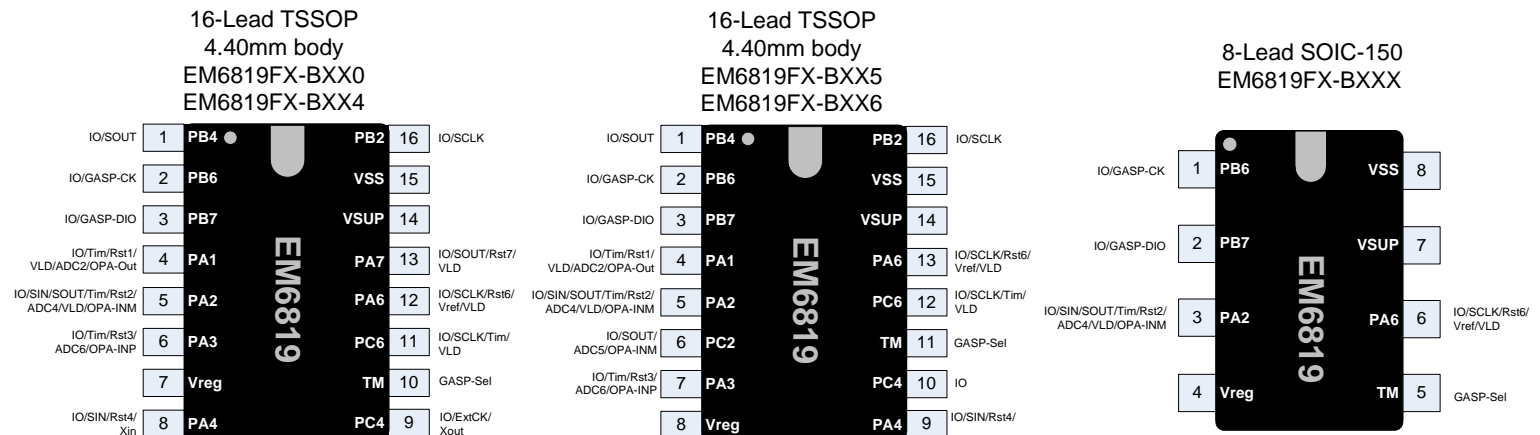 16-Lead TSSOP
4.40mm body
EM6819FX-BXX0
EM6819FX-BXX4
IO/SOUT 1 PB4
IO/GASP-CK 2 PB6
IO/GASP-DIO 3 PB7
IO/Tim/Rst1/
VLD/ADC2/OPA-Out
4 PA1
IO/SIN/SOUT/Tim/Rst2/
ADC4/VLD/OPA-INM
5 PA2
IO/Tim/Rst3/
ADC6/OPA-INP
6 PA3
7 Vreg
IO/SIN/Rst4/
Xin
8 PA4
EM6819
PB2 16 IO/SCLK
VSS 15
VSUP 14
PA7 13
IO/SOUT/Rst7/
VLD
PA6 12
IO/SCLK/Rst6/
Vref/VLD
PC6 11
IO/SCLK/Tim/
VLD
TM 10 GASP-Sel
PC4 9
IO/ExtCK/
Xout
16-Lead TSSOP
4.40mm body
EM6819FX-BXX5
EM6819FX-BXX6
IO/SOUT 1 PB4
IO/GASP-CK 2 PB6
IO/GASP-DIO 3 PB7
IO/Tim/Rst1/
VLD/ADC2/OPA-Out
4 PA1
IO/SIN/SOUT/Tim/Rst2/
ADC4/VLD/OPA-INM
5 PA2
IO/SOUT/
ADC5/OPA-INM
6 PC2
IO/Tim/Rst3/
ADC6/OPA-INP
7 PA3
8 Vreg
EM6819
PB2 16 IO/SCLK
VSS 15
VSUP 14
PA6 13
IO/SCLK/Rst6/
Vref/VLD
PC6 12
IO/SCLK/Tim/
VLD
TM 11 GASP-Sel
PC4 10 IO
PA4 9 IO/SIN/Rst4/
8-Lead SOIC-150
EM6819FX-BXXX
IO/GASP-CK 1 PB6
IO/GASP-DIO 2 PB7
IO/SIN/SOUT/Tim/Rst2/
ADC4/VLD/OPA-INM
3 PA2
4 Vreg
EM6819
VSS 8
VSUP 7
PA6 6
IO/SCLK/Rst6/
Vref/VLD
TM 5 GASP-Sel